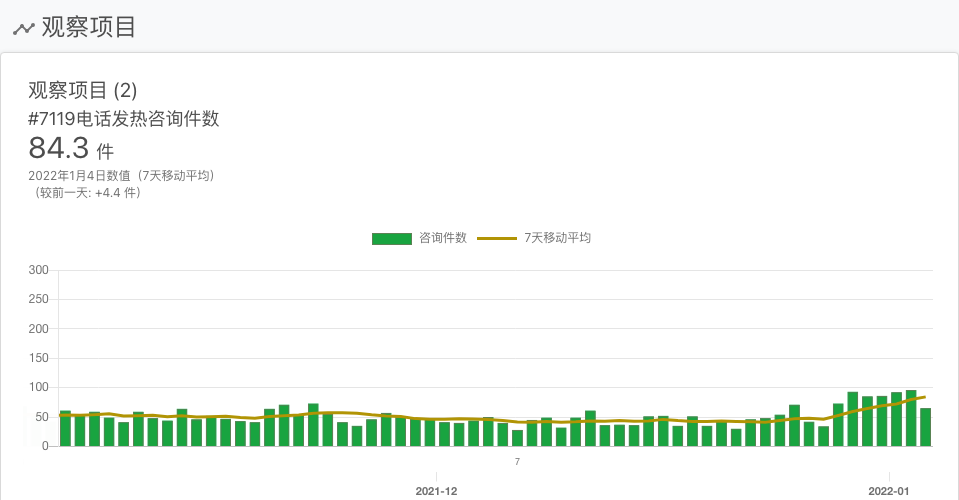 观察项目
观察项目 (2)
#7119电话发热咨询件数
84.3 件
2022年1月4日数值（7天移动平均）
（较前一天: +4.4 件）
咨询件数 7天移动平均
300
250
200
150
100
50
0
7
2021-12 2022-01